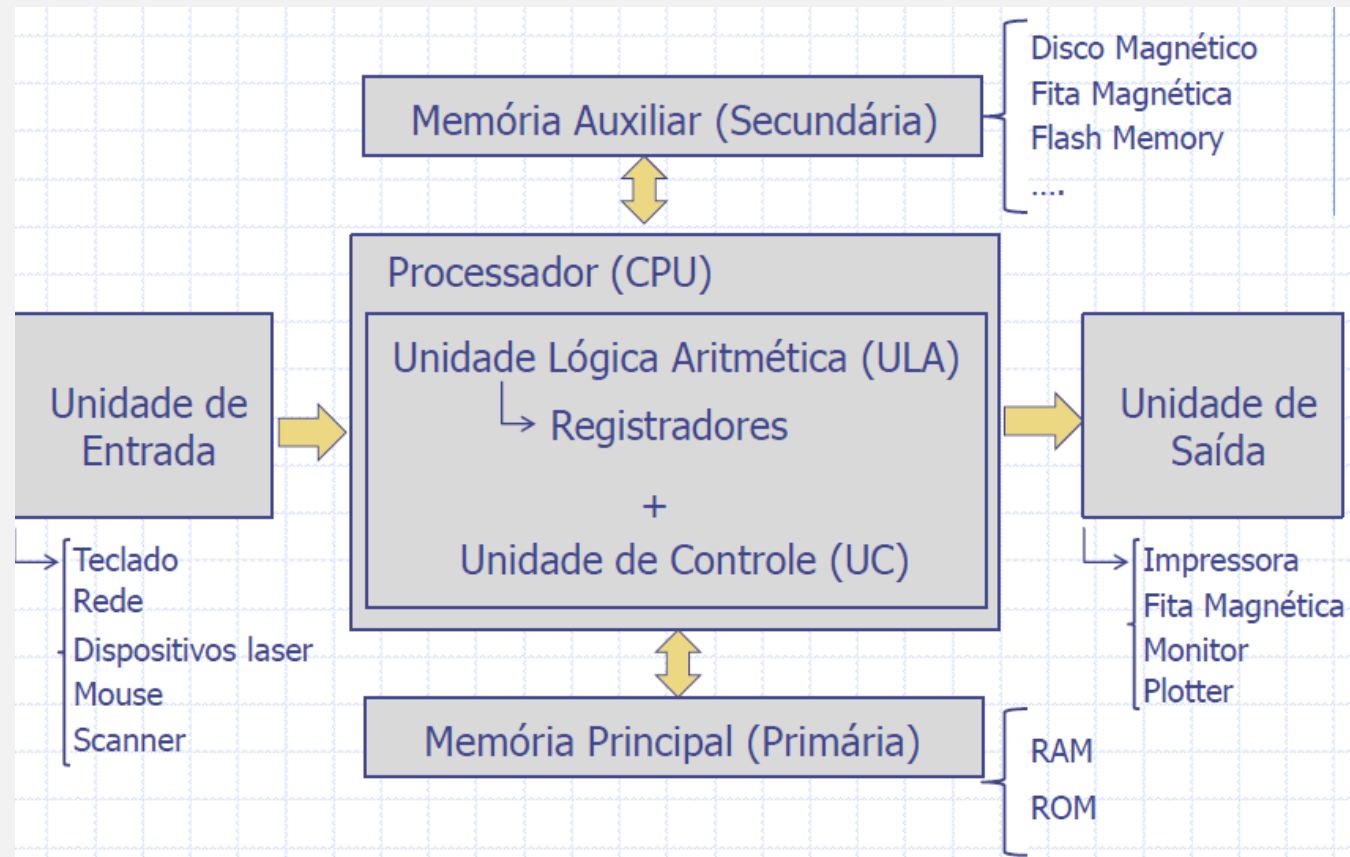 Disco Magnético
Fita Magnética
Flash Memory
....
Memória Auxiliar (Secundária)
Processador (CPU)
Unidade Lógica Aritmética (ULA)
Registradores
+
Unidade de Controle (UC)
Unidade de
Entrada
Teclado
Rede
Dispositivos laser
Mouse
Scanner
Unidade de
Saída
Impressora
Fita Magnética
Monitor
Plotter
Memória Principal (Primária)
RAM
ROM